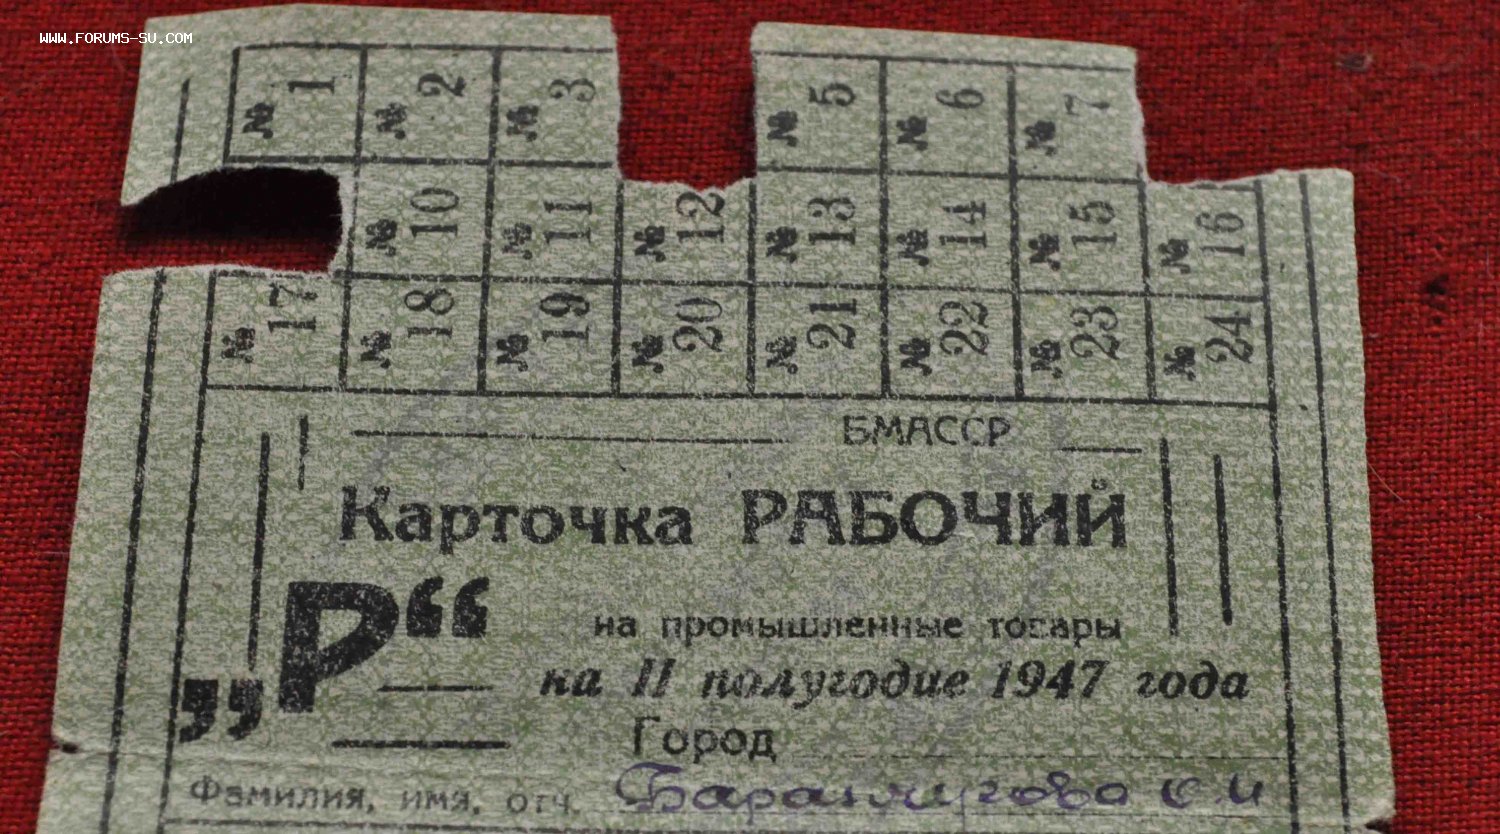 WWW.FORUMS-SU.COM
№ 1 № 2 № 3 № 5 № 6 № 7
№ 10 № 11 № 12 № 13 № 14 № 15 № 16
№ 17 № 18 № 19 № 20 № 21 № 22 № 23 № 24
БМАССР
Карточка РАБОЧИЙ
„Р“
на промышленные товары
на II полугодие 1947 года
Город
Фамилия, имя, отч.